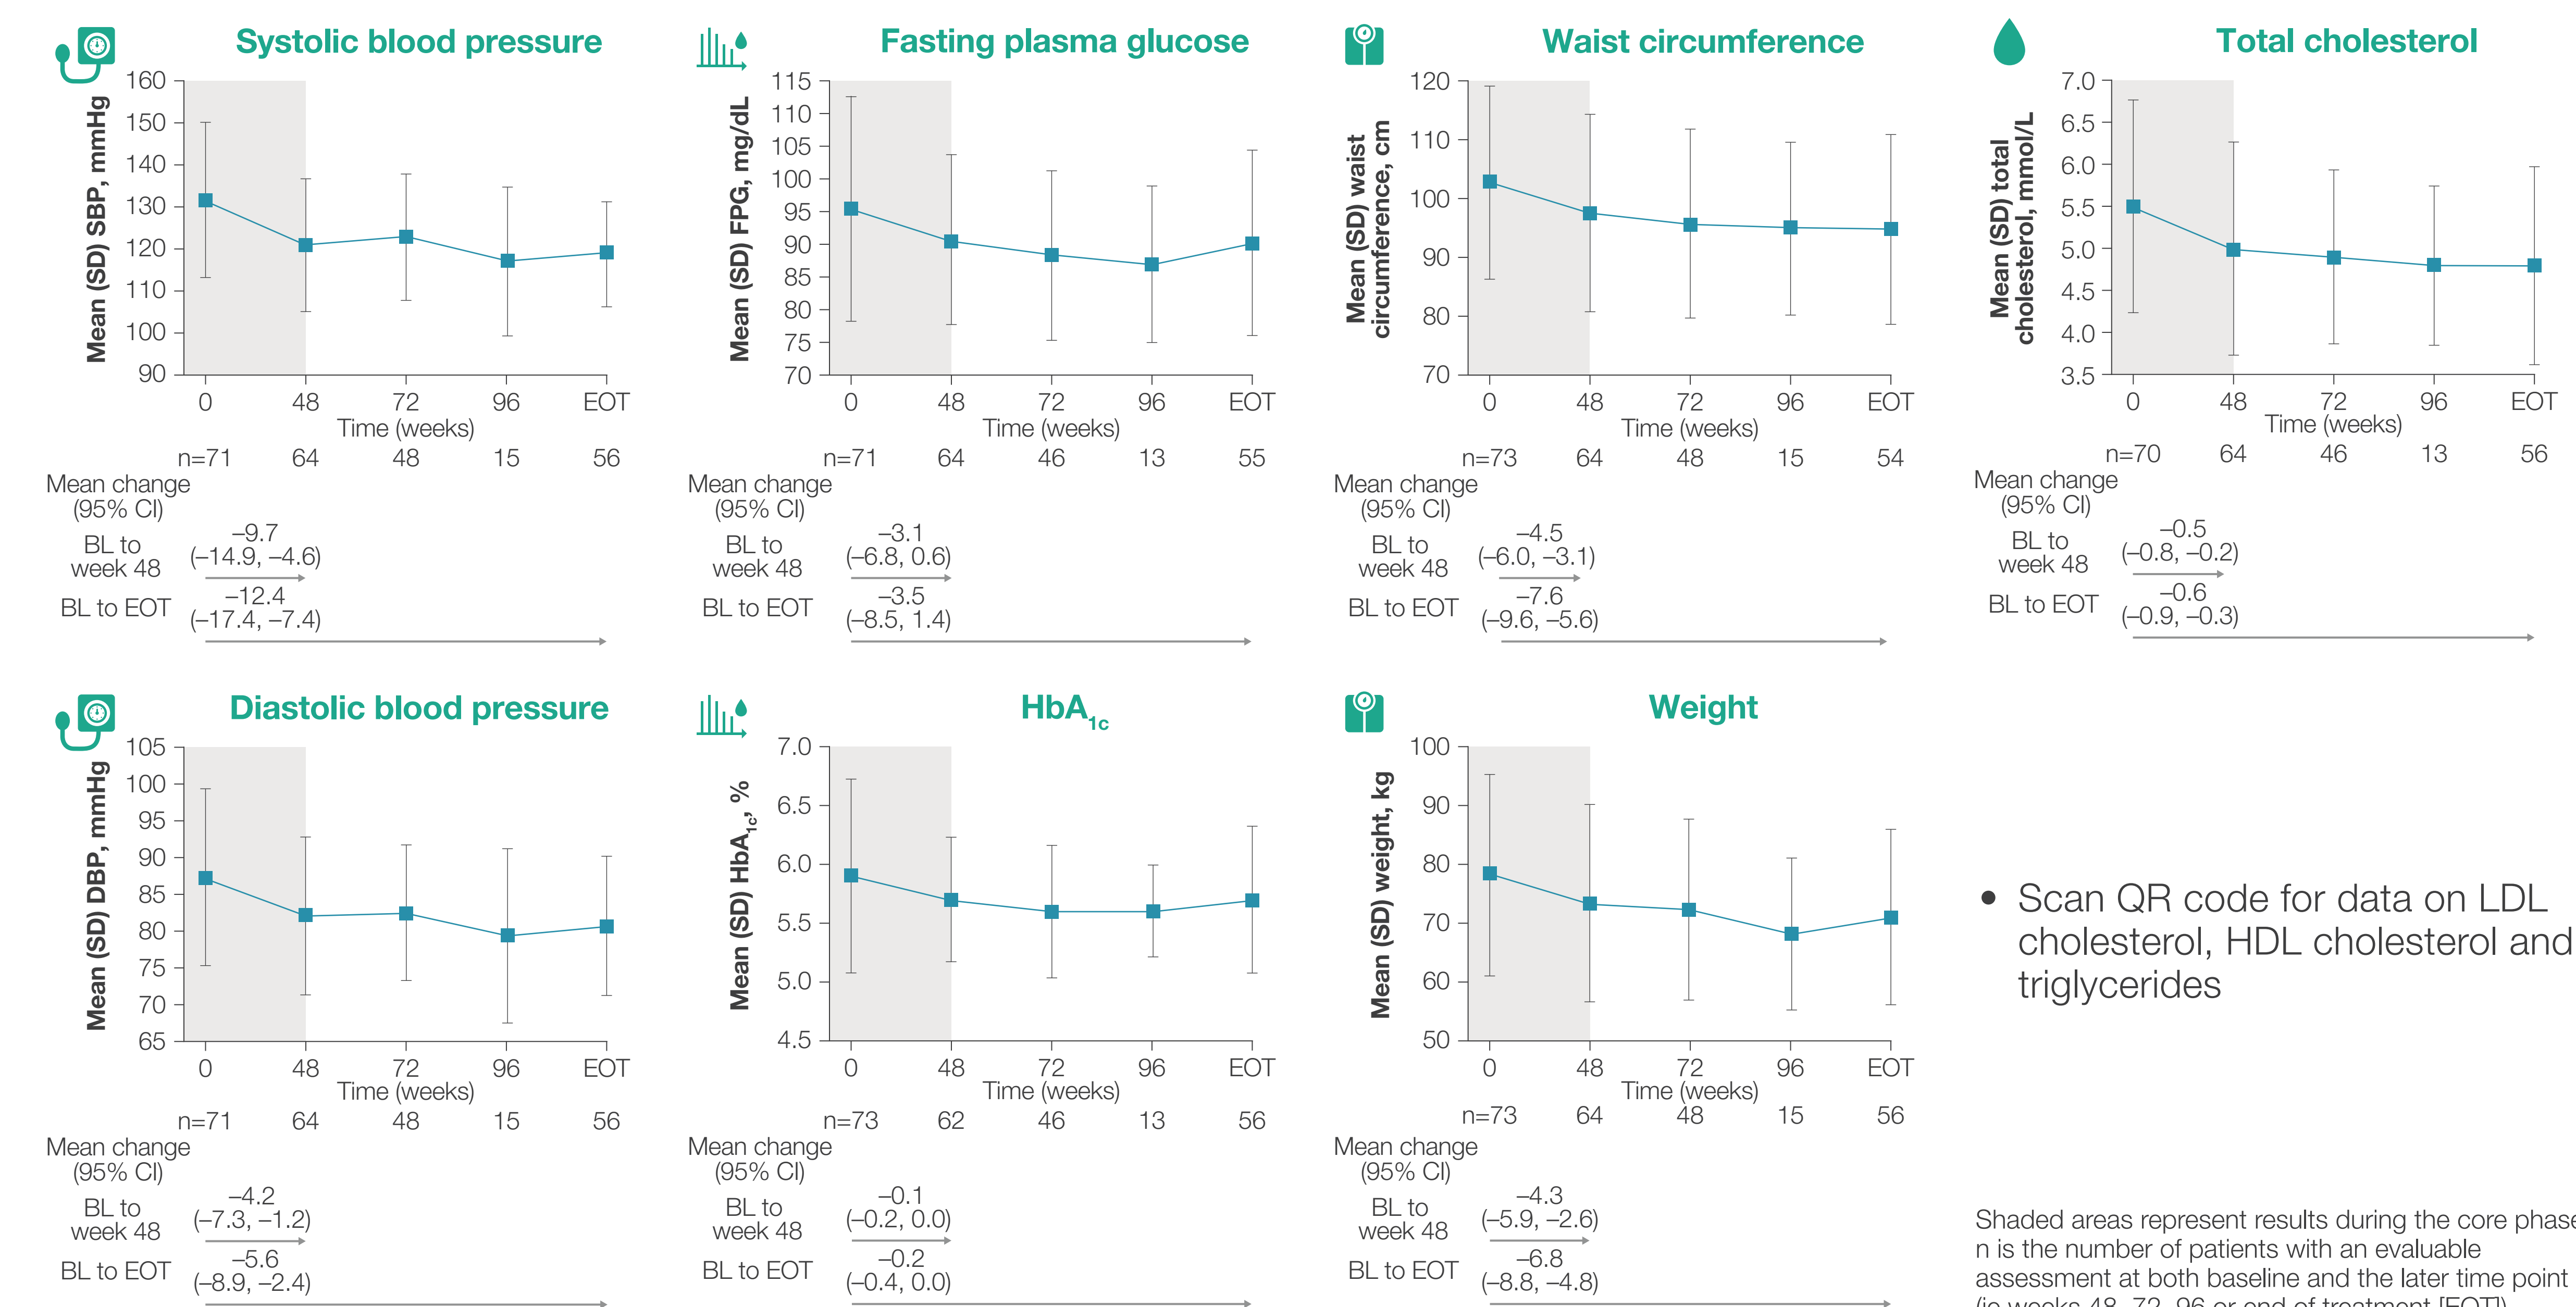 Systolic blood pressure
Mean (SD) SBP, mmHg
160
150
140
130
120
110
100
90
0 48 72 96 EOT
Time (weeks)
n=71 64 48 15 56
Mean change
(95% CI)
BL to
week 48
–9.7
(–14.9, –4.6)
BL to EOT
–12.4
(–17.4, –7.4)
Fasting plasma glucose
Mean (SD) FPG, mg/dL
115
110
105
100
95
90
85
80
75
70
0 48 72 96 EOT
Time (weeks)
n=71 64 46 13 55
Mean change
(95% CI)
BL to
week 48
–3.1
(–6.8, 0.6)
BL to EOT
–3.5
(–8.5, 1.4)
Waist circumference
Mean (SD) waist
circumference, cm
120
110
100
90
80
70
0 48 72 96 EOT
Time (weeks)
n=73 64 48 15 54
Mean change
(95% CI)
BL to
week 48
–4.5
(–6.0, –3.1)
BL to EOT
–7.6
(–9.6, –5.6)
Total cholesterol
Mean (SD) total
cholesterol, mmol/L
7.0
6.5
6.0
5.5
5.0
4.5
4.0
3.5
0 48 72 96 EOT
Time (weeks)
n=70 64 46 13 56
Mean change
(95% CI)
BL to
week 48
–0.5
(–0.8, –0.2)
BL to EOT
–0.6
(–0.9, –0.3)
Diastolic blood pressure
Mean (SD) DBP, mmHg
105
100
95
90
85
80
75
70
65
0 48 72 96 EOT
Time (weeks)
n=71 64 48 15 56
Mean change
(95% CI)
BL to
week 48
–4.2
(–7.3, –1.2)
BL to EOT
–5.6
(–8.9, –2.4)
HbA1c
Mean (SD) HbA1c, %
7.0
6.5
6.0
5.5
5.0
4.5
0 48 72 96 EOT
Time (weeks)
n=73 62 46 13 56
Mean change
(95% CI)
BL to
week 48
–0.1
(–0.2, 0.0)
BL to EOT
–0.2
(–0.4, 0.0)
Weight
Mean (SD) weight, kg
100
90
80
70
60
50
0 48 72 96 EOT
Time (weeks)
n=73 64 48 15 56
Mean change
(95% CI)
BL to
week 48
–4.3
(–5.9, –2.6)
BL to EOT
–6.8
(–8.8, –4.8)
• Scan QR code for data on LDL
cholesterol, HDL cholesterol and
triglycerides
Shaded areas represent results during the core phase
n is the number of patients with an evaluable
assessment at both baseline and the later time point
(ie weeks 48, 72, 96 or end of treatment [EOT])